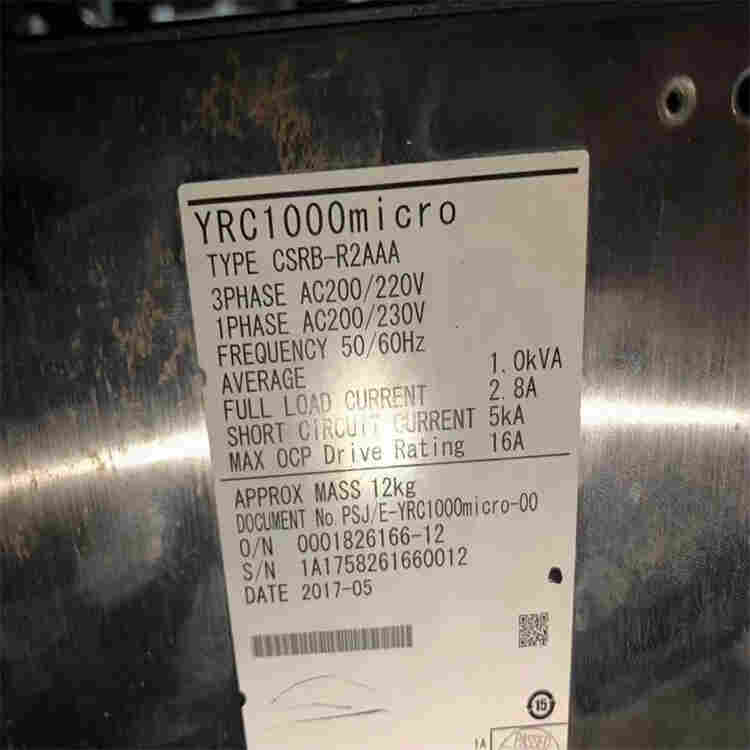 YRC1000micro
TYPE CSRB-R2AAA
3PHASE AC200/220V
1PHASE AC200/230V
FREQUENCY 50/60Hz
AVERAGE 1.0kVA
FULL LOAD CURRENT 2.8A
SHORT CIRCUIT CURRENT 5kA
MAX OCP Drive Rating 16A
APPROX MASS 12kg
DOCUMENT No. PSJ/E-YRC1000micro-00
O/N 0001826166-12
S/N 1A1758261660012
DATE 2017-05
15
1A PASSED